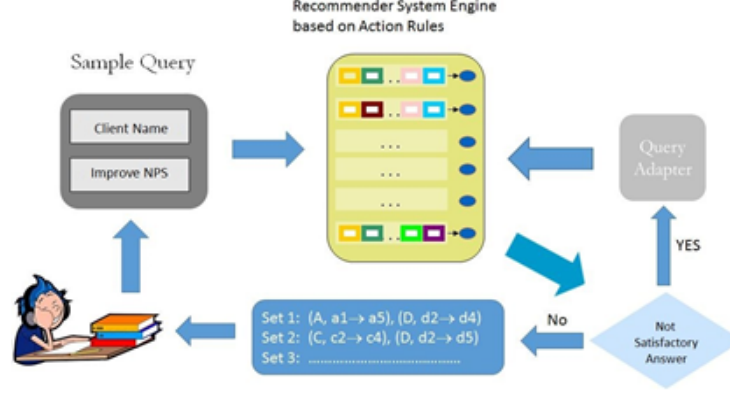 Recommender System Engine
based on Action Rules
Sample Query
Client Name
Improve NPS
. .
. .
...
...
...
. .
Query
Adapter
YES
Not
Satisfactory
Answer
No
Set 1: (A, a1→ a5), (D, d2→ d4)
Set 2: (C, c2→ c4), (D, d2→ d5)
Set 3: ..........................................